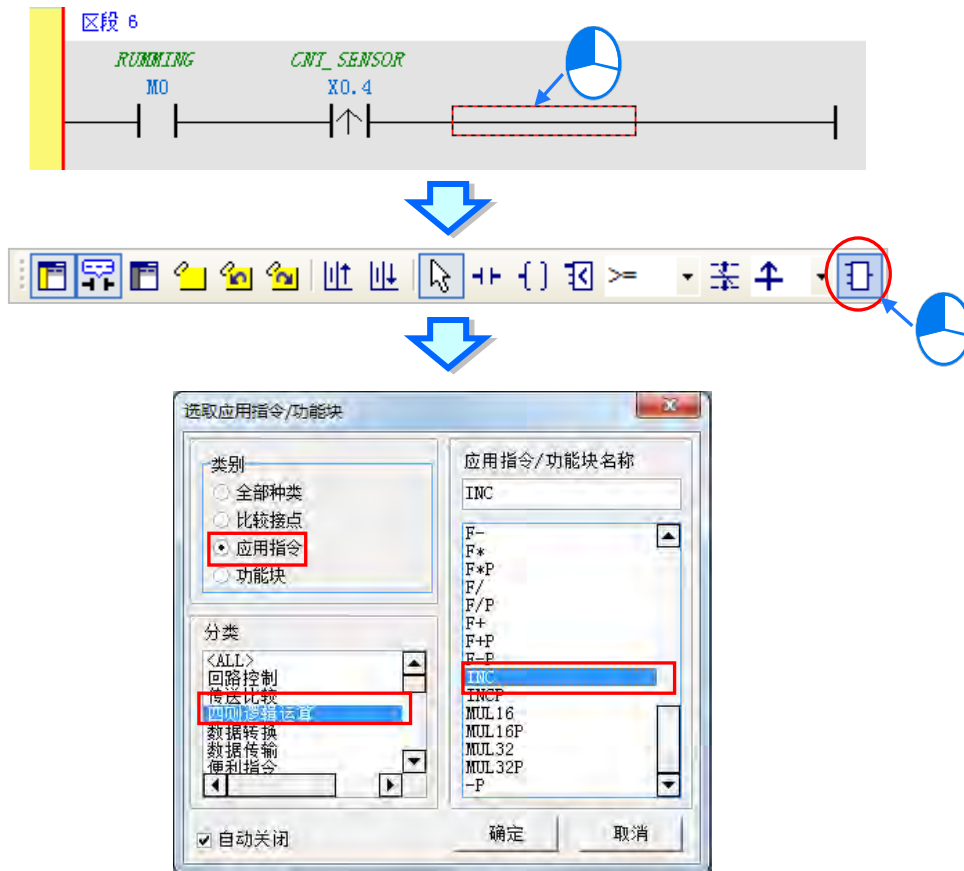 区段 6
RUMMING CNT_SENSOR
M0 X0.4
>=
选取应用指令/功能块
类别
全部种类
比较接点
应用指令
功能块
分类
<ALL>
回路控制
传送比较
四则逻辑运算
数据转换
数据传输
便利指令
自动关闭
应用指令/功能块名称
INC
F-
F*
F*P
F/
F/P
F+
F+P
F-P
INC
INCP
MUL16
MUL16P
MUL32
MUL32P
-P
确定 取消